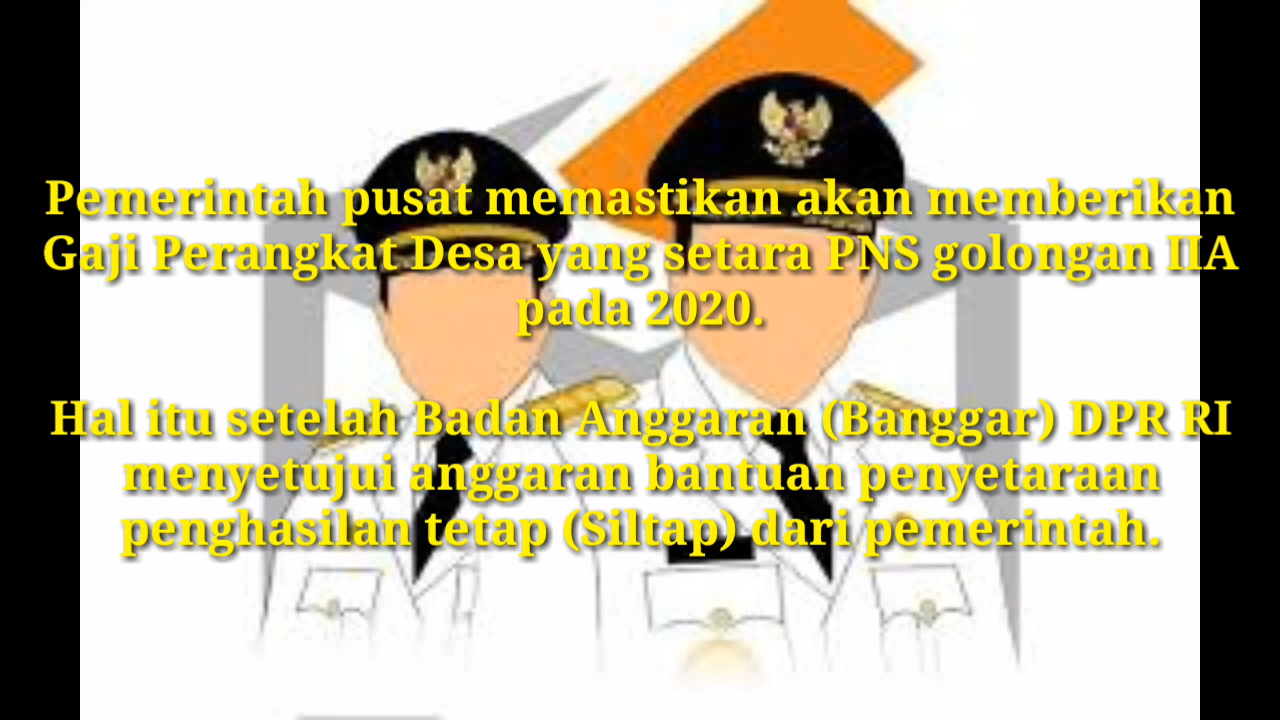 Pemerintah pusat memastikan akan memberikan
Gaji Perangkat Desa yang setara PNS golongan IIA
pada 2020.
Hal itu setelah Badan Anggaran (Banggar) DPR RI
menyetujui anggaran bantuan penyetaraan
penghasilan tetap (Siltap) dari pemerintah.